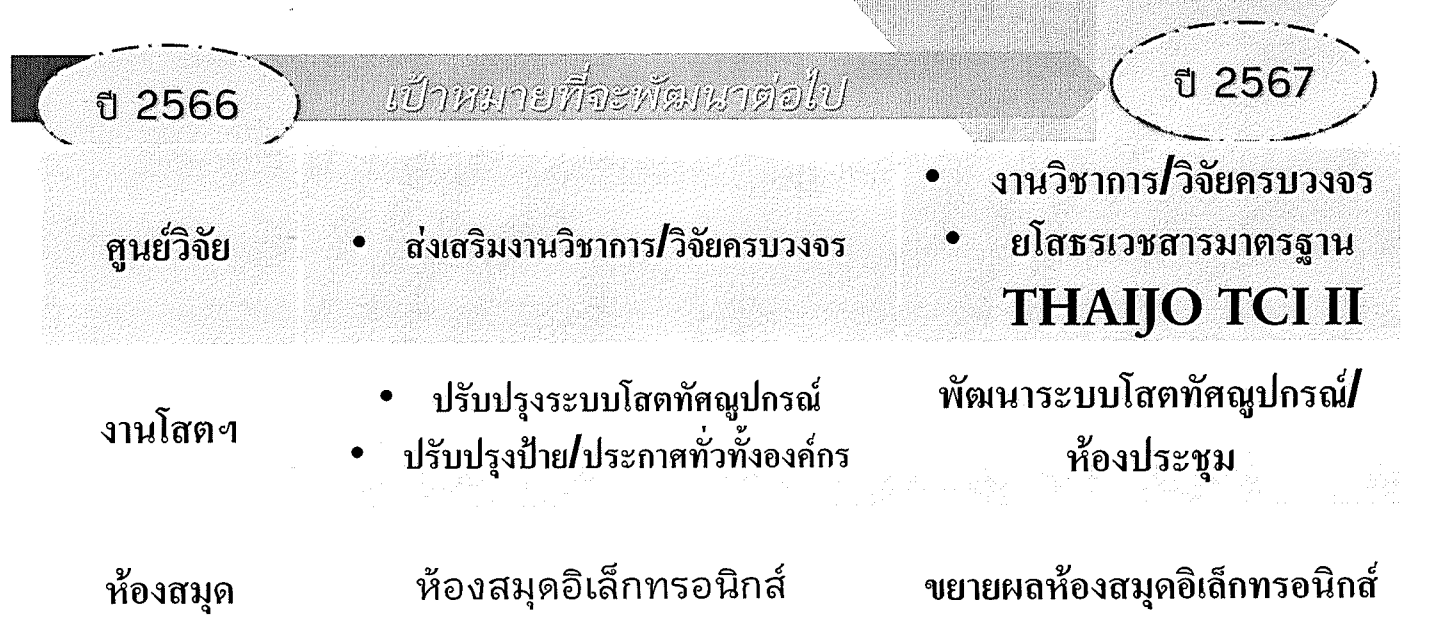 ปี 2566
เป้าหมายที่จะพัฒนาต่อไป
ปี 2567
ศูนย์วิจัย
• ส่งเสริมงานวิชาการ/วิจัยครบวงจร
• งานวิชาการ/วิจัยครบวงจร
• ยโสธรเวชสารมาตรฐาน
THAIJO TCI II
งานโสตฯ
• ปรับปรุงระบบโสตทัศณูปกรณ์
• ปรับปรุงป้าย/ประกาศทั่วทั้งองค์กร
พัฒนาระบบโสตทัศณูปกรณ์/
ห้องประชุม
ห้องสมุด
ห้องสมุดอิเล็กทรอนิกส์
ขยายผลห้องสมุดอิเล็กทรอนิกส์